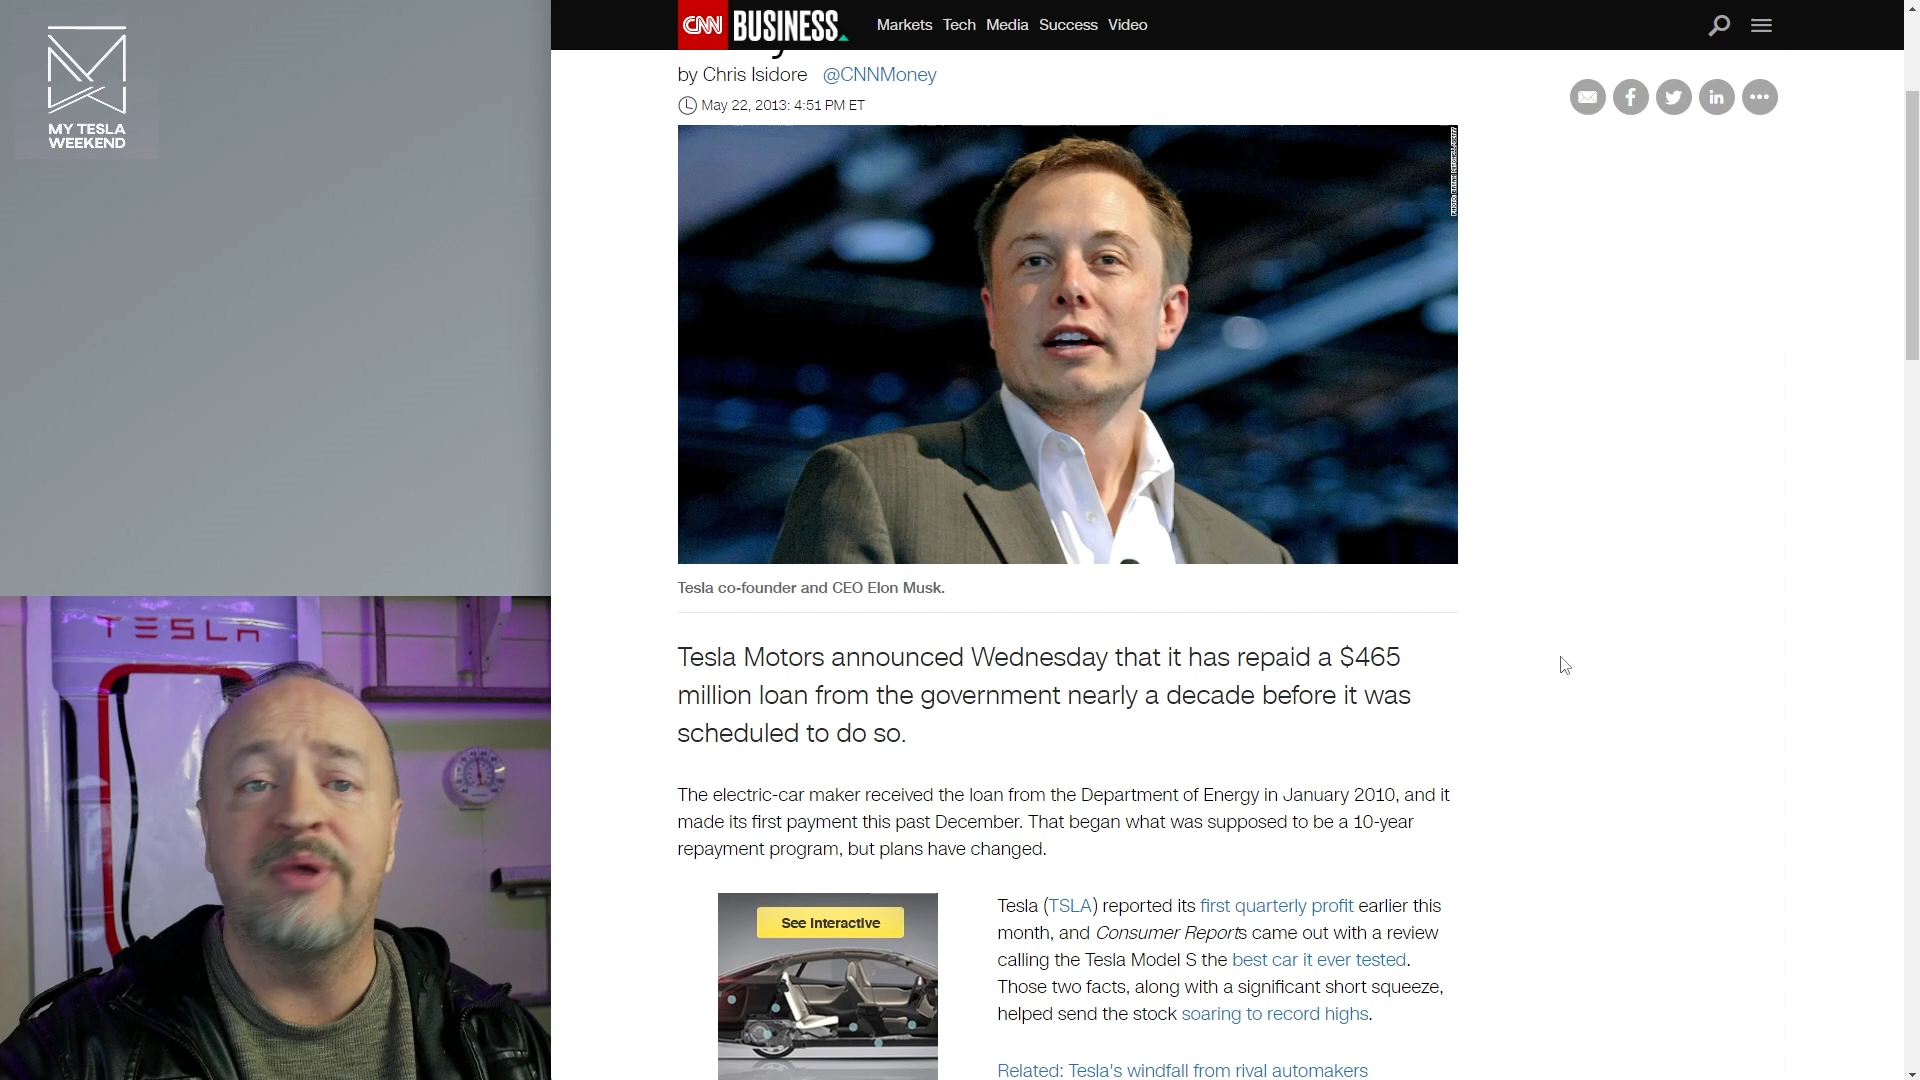 MY TESLA
WEEKEND
CNN BUSINESS
Markets Tech Media Success Video
by Chris Isidore @CNNMoney
May 22, 2013: 4:51 PM ET
Tesla co-founder and CEO Elon Musk.
Tesla Motors announced Wednesday that it has repaid a $465
million loan from the government nearly a decade before it was
scheduled to do so.
The electric-car maker received the loan from the Department of Energy in January 2010, and it
made its first payment this past December. That began what was supposed to be a 10-year
repayment program, but plans have changed.
See Interactive
Tesla (TSLA) reported its first quarterly profit earlier this
month, and Consumer Reports came out with a review
calling the Tesla Model S the best car it ever tested.
Those two facts, along with a significant short squeeze,
helped send the stock soaring to record highs.
Related: Tesla's windfall from rival automakers
TESLA